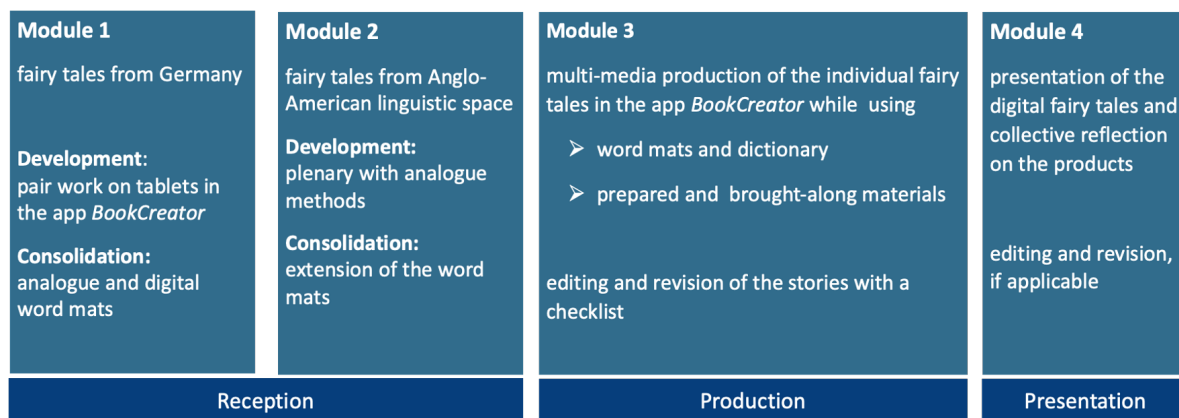 Module 1
fairy tales from Germany
Development:
pair work on tablets in
the app BookCreator
Consolidation:
analogue and digital
word mats
Module 2
fairy tales from Anglo-
American linguistic space
Development:
plenary with analogue
methods
Consolidation:
extension of the word
mats
Module 3
multi-media production of the individual fairy
tales in the app BookCreator while using
➢ word mats and dictionary
➢ prepared and brought-along materials
editing and revision of the stories with a
checklist
Module 4
presentation of the
digital fairy tales and
collective reflection
on the products
editing and revision,
if applicable
Reception
Production
Presentation